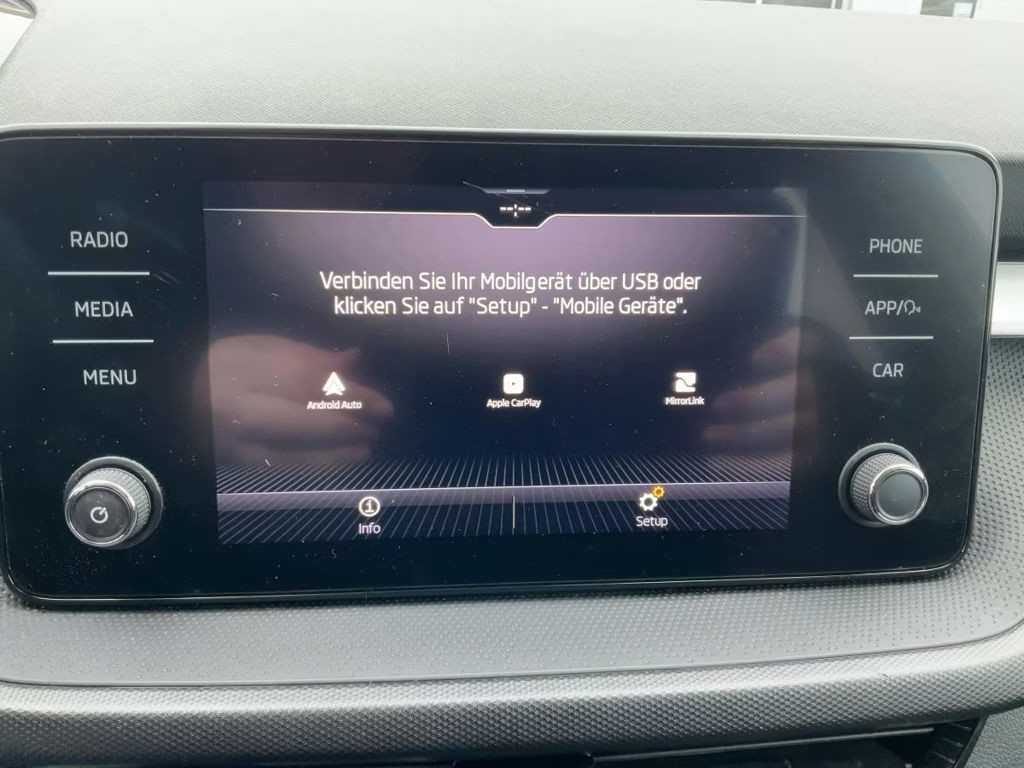 RADIO
MEDIA
MENU
--:--
Verbinden Sie Ihr Mobilgerät über USB oder
klicken Sie auf "Setup" - "Mobile Geräte".
Android Auto
Apple CarPlay
MirrorLink
Info
Setup
PHONE
APP/
CAR